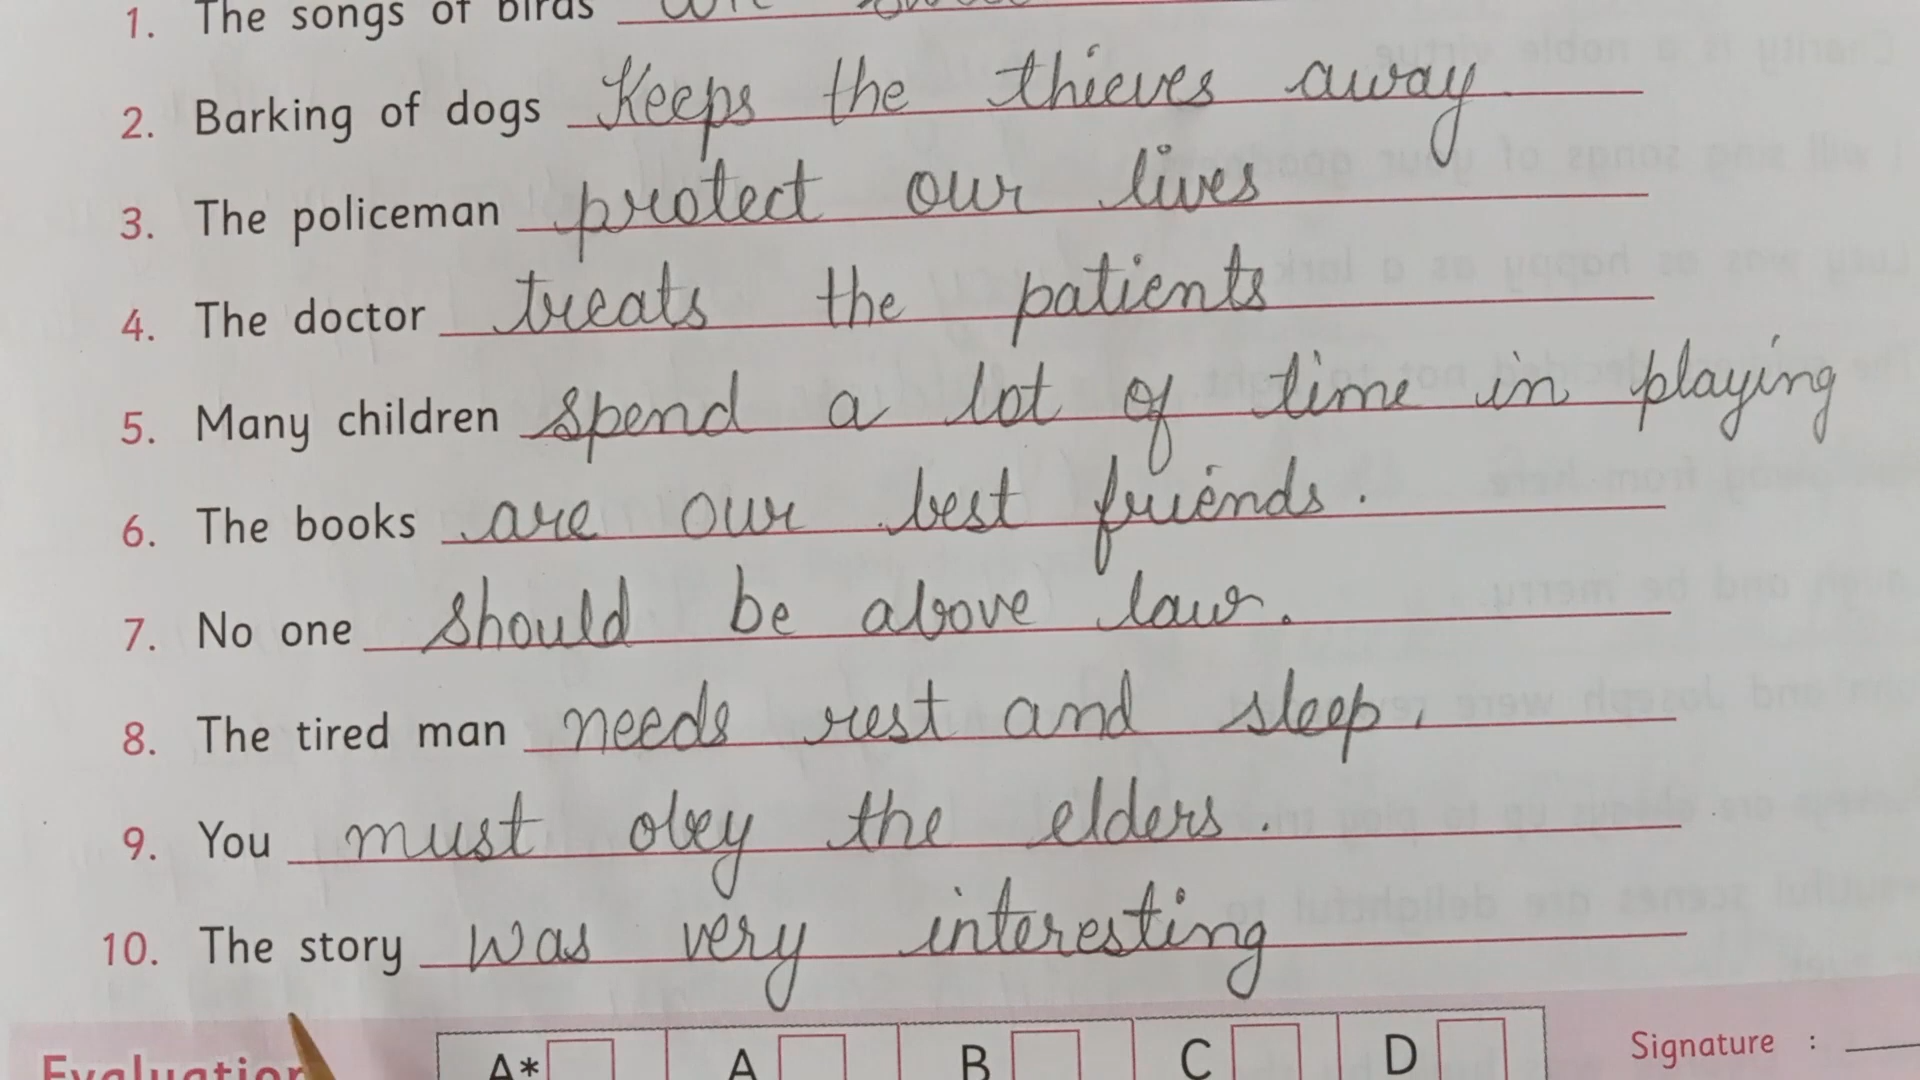 1. The songs of birds are
2. Barking of dogs Keeps the thieves away
3. The policeman protect our lives
4. The doctor treats the patients
5. Many children spend a lot of time in playing
6. The books are our best friends.
7. No one should be above law.
8. The tired man needs rest and sleep.
9. You must obey the elders.
10. The story was very interesting
Evaluation A* A B C D Signature :